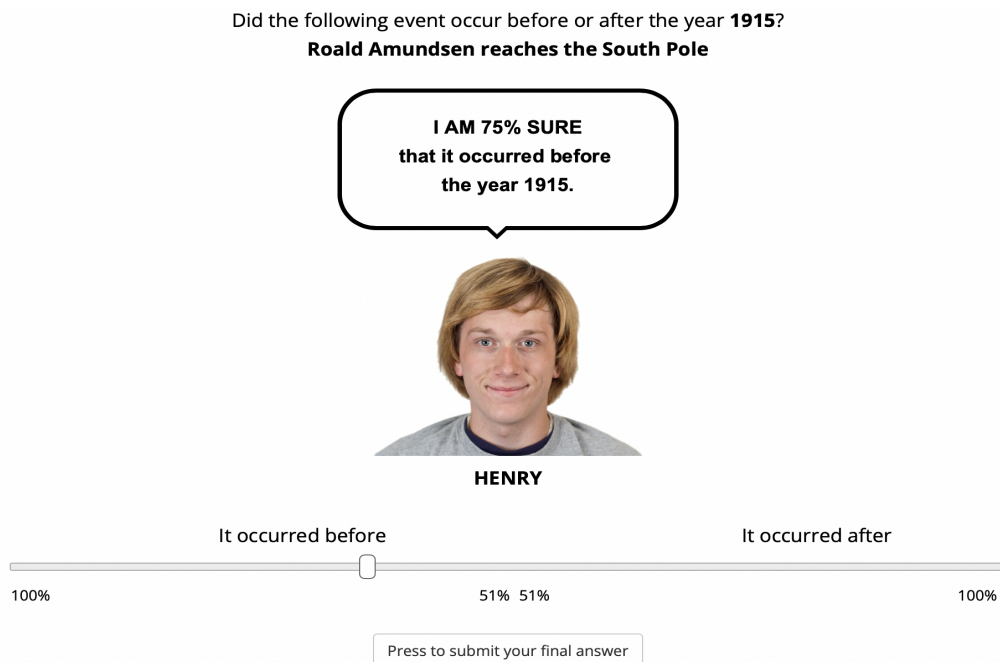 Did the following event occur before or after the year 1915?
Roald Amundsen reaches the South Pole
I AM 75% SURE
that it occurred before
the year 1915.
HENRY
It occurred before It occurred after
100% 51% 51% 100%
Press to submit your final answer